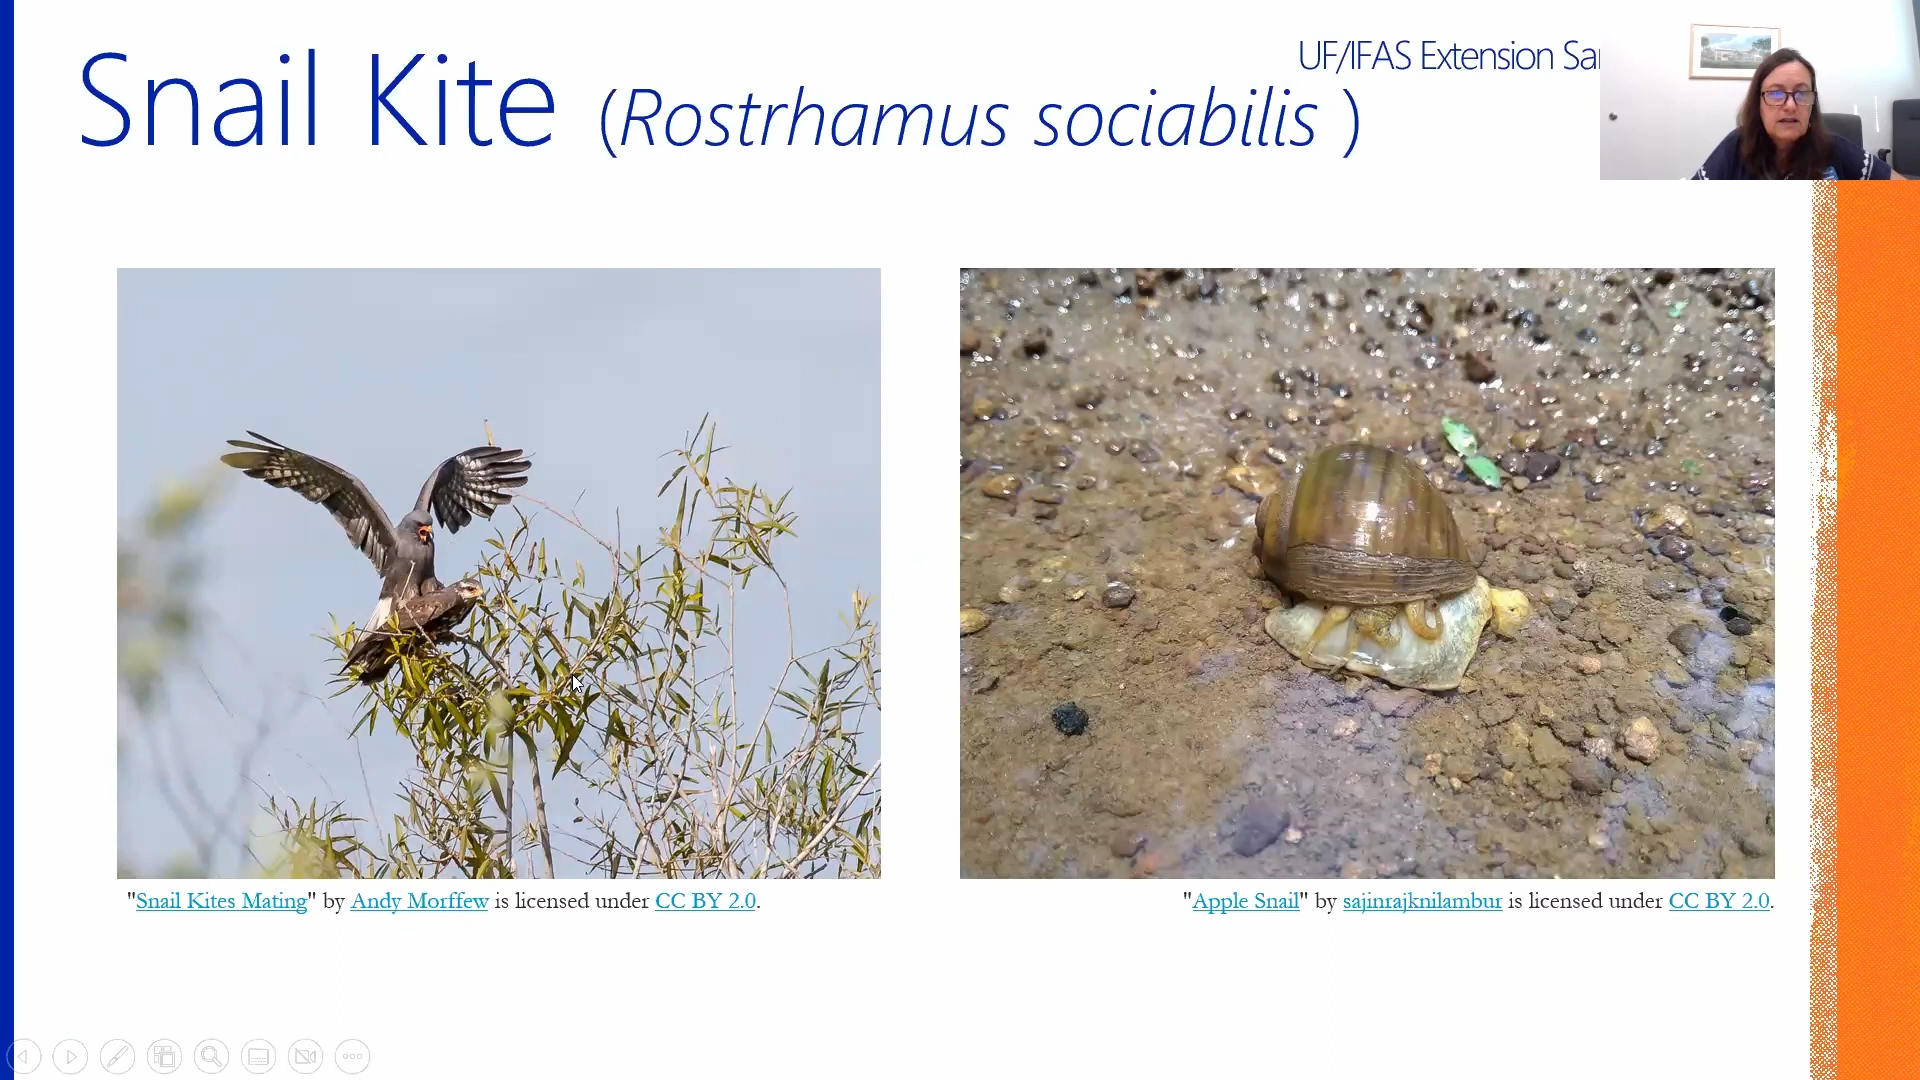 UF/IFAS Extension
Snail Kite (Rostrhamus sociabilis )
"Snail Kites Mating" by Andy Morffew is licensed under CC BY 2.0.
"Apple Snail" by sajinrajknilambur is licensed under CC BY 2.0.